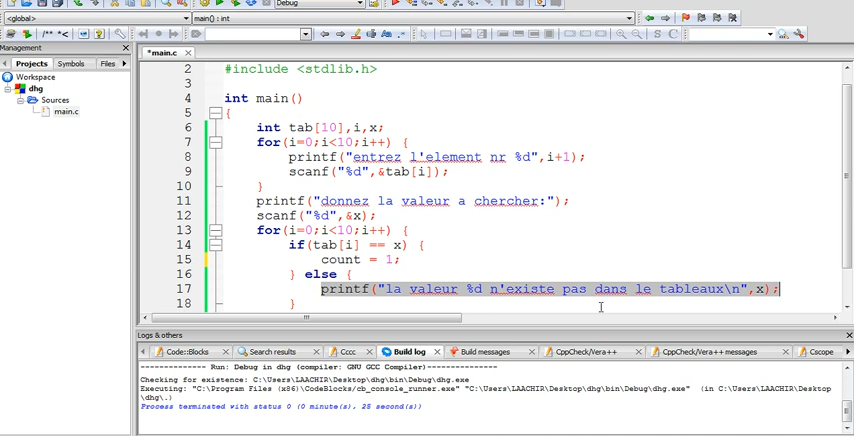 Debug
<global> main() : int
/** *<
Management
Projects Symbols Files
*main.c
Workspace
dhg
Sources
main.c
2 #include <stdlib.h>
3
4 int main()
5 {
6 int tab[10],i,x;
7 for(i=0;i<10;i++) {
8 printf("entrez l'element nr %d",i+1);
9 scanf("%d",&tab[i]);
10 }
11 printf("donnez la valeur a chercher:");
12 scanf("%d",&x);
13 for(i=0;i<10;i++) {
14 if(tab[i] == x) {
15 count = 1;
16 } else {
17 printf("la valeur %d n'existe pas dans le tableaux\n",x);
18 }
Logs & others
Code::Blocks Search results Cccc Build log Build messages CppCheck/Vera++ CppCheck/Vera++ messages Cscope
-------------- Run: Debug in dhg (compiler: GNU GCC Compiler)---------------
Checking for existence: C:\Users\LAACHIR\Desktop\dhg\bin\Debug\dhg.exe
Executing: "C:\Program Files (x86)\CodeBlocks/cb_console_runner.exe" "C:\Users\LAACHIR\Desktop\dhg\bin\Debug\dhg.exe" (in C:\Users\LAACHIR\Desktop
\dhg\.)
Process terminated with status 0 (0 minute(s), 25 second(s))